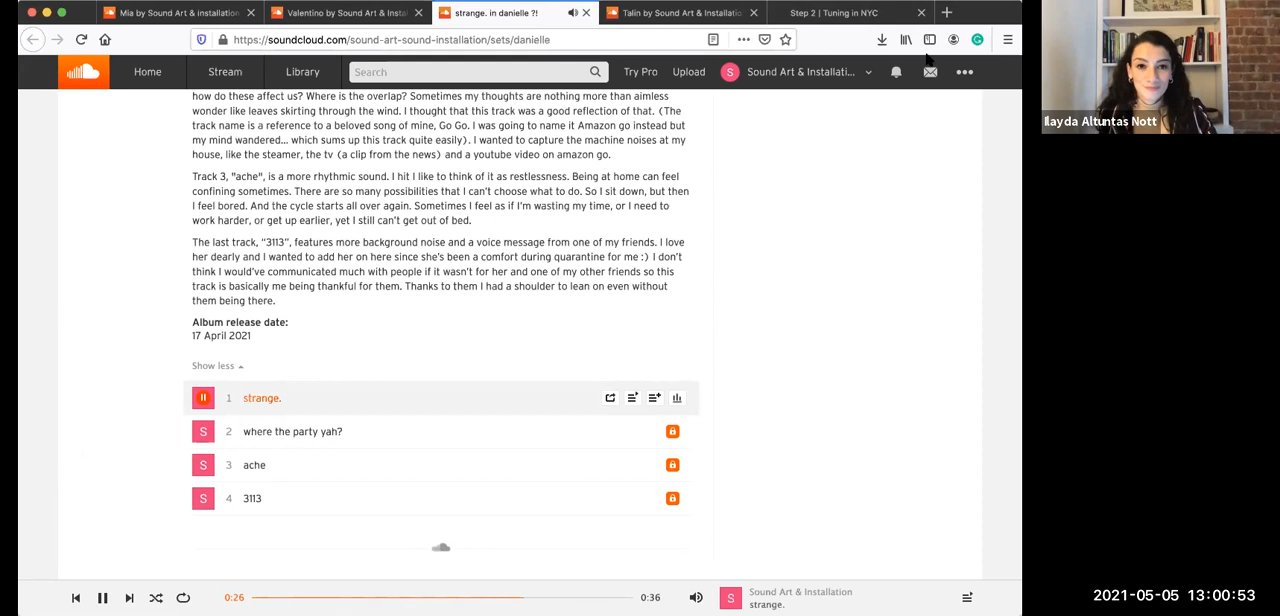 Mia by Sound Art & installation
Valentino by Sound Art & Instal
strange. in danielle ?!
Talin by Sound Art & Installatio
Step 2 | Tuning in NYC
https://soundcloud.com/sound-art-sound-installation/sets/danielle
Home
Stream
Library
Search
Try Pro
Upload
S
Sound Art & Installati...
how do these affect us? Where is the overlap? Sometimes my thoughts are nothing more than aimless
wonder like leaves skirting through the wind. I thought that this track was a good reflection of that. (The
track name is a reference to a beloved song of mine, Go Go. I was going to name it Amazon go instead but
my mind wandered... which sums up this track quite easily). I wanted to capture the machine noises at my
house, like the steamer, the tv (a clip from the news) and a youtube video on amazon go.
Track 3, "ache", is a more rhythmic sound. I hit I like to think of it as restlessness. Being at home can feel
confining sometimes. There are so many possibilities that I can't choose what to do. So I sit down, but then
I feel bored. And the cycle starts all over again. Sometimes I feel as if I'm wasting my time, or I need to
work harder, or get up earlier, yet I still can't get out of bed.
The last track, “3113”, features more background noise and a voice message from one of my friends. I love
her dearly and I wanted to add her on here since she's been a comfort during quarantine for me :) I don't
think I would've communicated much with people if it wasn't for her and one of my other friends so this
track is basically me being thankful for them. Thanks to them I had a shoulder to lean on even without
them being there.
Album release date:
17 April 2021
Show less
1 strange.
S 2 where the party yah?
S 3 ache
S 4 3113
0:26
0:36
S
Sound Art & Installation
strange.
Ilayda Altuntas Nott
2021-05-05 13:00:53